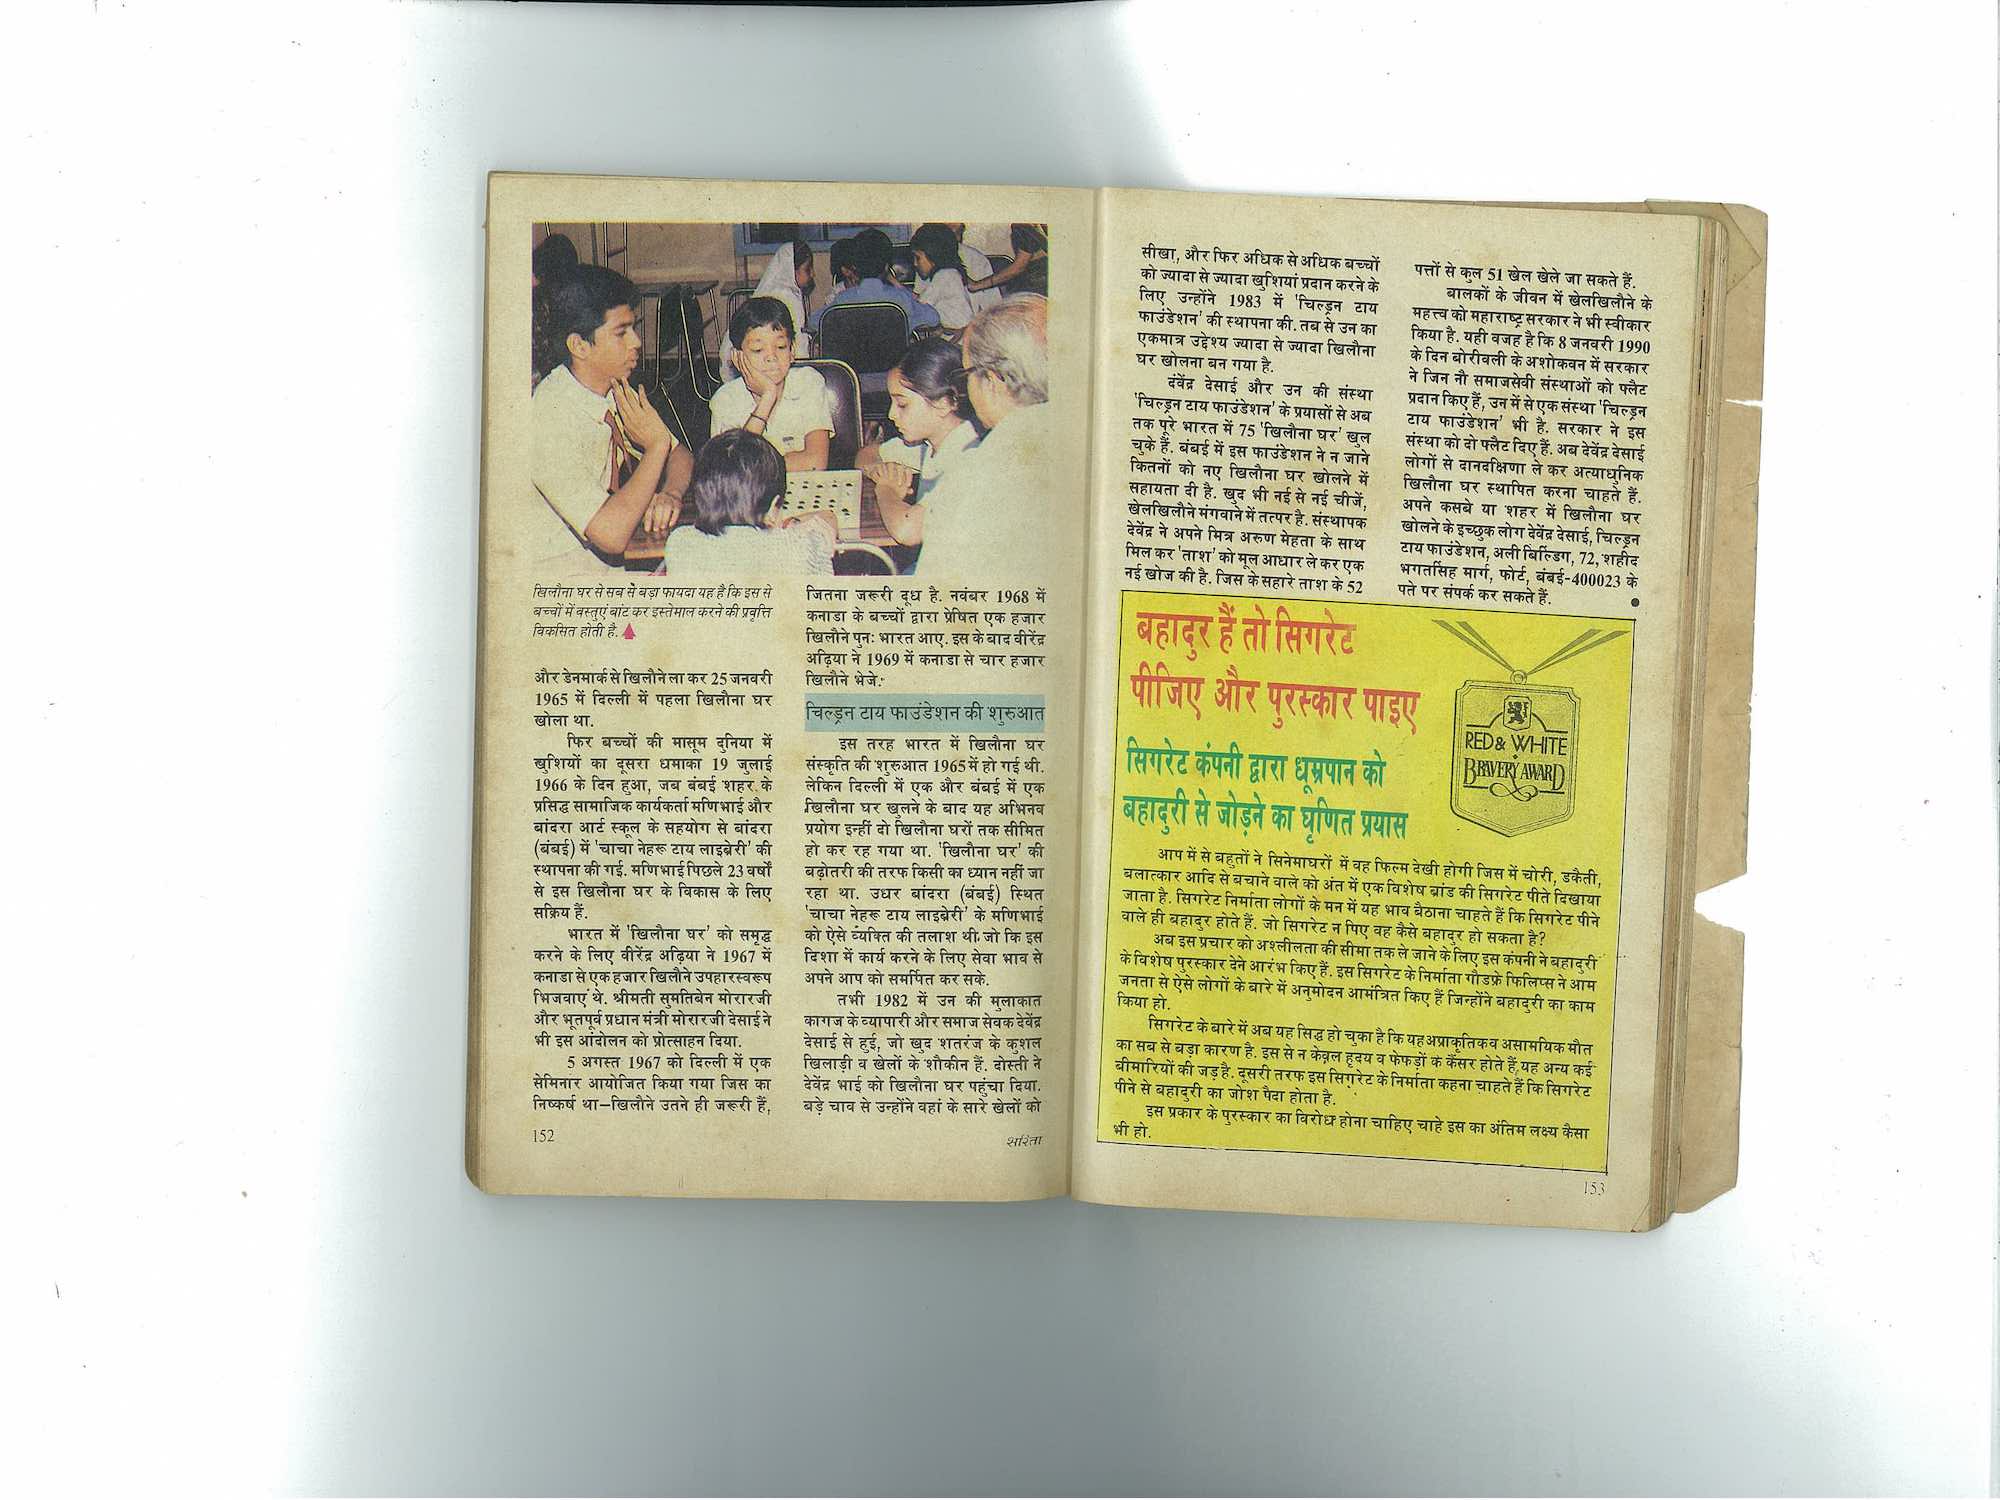 खिलौना घर से सब से बड़ा फायदा यह है कि इस से
बच्चों में वस्तुएं बांट कर इस्तेमाल करने की प्रवृत्ति
विकसित होती है.
और डेनमार्क से खिलौने ला कर 25 जनवरी
1965 में दिल्ली में पहला खिलौना घर
खोला था.
फिर बच्चों की मासूम दुनिया में
खुशियों का दूसरा धमाका 19 जुलाई
1966 के दिन हुआ, जब बंबई शहर के
प्रसिद्ध सामाजिक कार्यकर्ता मणिभाई और
बांदरा आर्ट स्कूल के सहयोग से बांदरा
(बंबई) में 'चाचा नेहरू टाय लाइब्रेरी' की
स्थापना की गई. मणिभाई पिछले 23 वर्षों
से इस खिलौना घर के विकास के लिए
सक्रिय हैं.
भारत में 'खिलौना घर' को समृद्ध
करने के लिए वीरेंद्र अढ़िया ने 1967 में
कनाडा से एक हजार खिलौने उपहारस्वरूप
भिजवाए थे. श्रीमती सुमतिबेन मोरारजी
और भूतपूर्व प्रधान मंत्री मोरारजी देसाई ने
भी इस आंदोलन को प्रोत्साहन दिया.
5 अगस्त 1967 को दिल्ली में एक
सेमिनार आयोजित किया गया जिस का
निष्कर्ष था—खिलौने उतने ही जरूरी हैं,
जितना जरूरी दूध है. नवंबर 1968 में
कनाडा के बच्चों द्वारा प्रेषित एक हजार
खिलौने पुनः भारत आए. इस के बाद वीरेंद्र
अढ़िया ने 1969 में कनाडा से चार हजार
खिलौने भेजे.
चिल्ड्रन टाय फाउंडेशन की शुरुआत
इस तरह भारत में खिलौना घर
संस्कृति की शुरुआत 1965 में हो गई थी.
लेकिन दिल्ली में एक और बंबई में एक
खिलौना घर खुलने के बाद यह अभिनव
प्रयोग इन्हीं दो खिलौना घरों तक सीमित
हो कर रह गया था. 'खिलौना घर' की
बढ़ोतरी की तरफ किसी का ध्यान नहीं जा
रहा था. उधर बांदरा (बंबई) स्थित
'चाचा नेहरू टाय लाइब्रेरी' के मणिभाई
को ऐसे व्यक्ति की तलाश थी जो कि इस
दिशा में कार्य करने के लिए सेवा भाव से
अपने आप को समर्पित कर सके.
तभी 1982 में उन की मुलाकात
कागज के व्यापारी और समाज सेवक देवेंद्र
देसाई से हुई, जो खुद शतरंज के कुशल
खिलाड़ी व खेलों के शौकीन हैं. दोस्ती ने
देवेंद्र भाई को खिलौना घर पहुंचा दिया.
बड़े चाव से उन्होंने वहां के सारे खेलों को
152
सरिता
सीखा, और फिर अधिक से अधिक बच्चों
को ज्यादा से ज्यादा खुशियां प्रदान करने के
लिए उन्होंने 1983 में 'चिल्ड्रन टाय
फाउंडेशन' की स्थापना की. तब से उन का
एकमात्र उद्देश्य ज्यादा से ज्यादा खिलौना
घर खोलना बन गया है.
देवेंद्र देसाई और उन की संस्था
'चिल्ड्रन टाय फाउंडेशन' के प्रयासों से अब
तक पूरे भारत में 75 'खिलौना घर' खुल
चुके हैं. बंबई में इस फाउंडेशन ने न जाने
कितनों को नए खिलौना घर खोलने में
सहायता दी है. खुद भी नई से नई चीजें,
खेलखिलौने मंगवाने में तत्पर है. संस्थापक
देवेंद्र ने अपने मित्र अरुण मेहता के साथ
मिल कर 'ताश' को मूल आधार ले कर एक
नई खोज की है. जिस के सहारे ताश के 52
पत्तों से कुल 51 खेल खेले जा सकते हैं.
बालकों के जीवन में खेलखिलौने के
महत्त्व को महाराष्ट्र सरकार ने भी स्वीकार
किया है. यही वजह है कि 8 जनवरी 1990
के दिन बोरीवली के अशोकवन में सरकार
ने जिन नौ समाजसेवी संस्थाओं को फ्लैट
प्रदान किए हैं, उन में से एक संस्था 'चिल्ड्रन
टाय फाउंडेशन' भी है. सरकार ने इस
संस्था को दो फ्लैट दिए हैं. अब देवेंद्र देसाई
लोगों से दानदक्षिणा ले कर अत्याधुनिक
खिलौना घर स्थापित करना चाहते हैं.
अपने कसबे या शहर में खिलौना घर
खोलने के इच्छुक लोग देवेंद्र देसाई, चिल्ड्रन
टाय फाउंडेशन, अली बिल्डिंग, 72, शहीद
भगतसिंह मार्ग, फोर्ट, बंबई-400023 के
पते पर संपर्क कर सकते हैं. ●
बहादुर हैं तो सिगरेट
पीजिए और पुरस्कार पाइए
सिगरेट कंपनी द्वारा धूम्रपान को
बहादुरी से जोड़ने का घृणित प्रयास
RED & WHITE
BRAVERY AWARD
आप में से बहुतों ने सिनेमाघरों में वह फिल्म देखी होगी जिस में चोरी, डकैती,
बलात्कार आदि से बचाने वाले को अंत में एक विशेष ब्रांड की सिगरेट पीते दिखाया
जाता है. सिगरेट निर्माता लोगों के मन में यह भाव बैठाना चाहते हैं कि सिगरेट पीने
वाले ही बहादुर होते हैं. जो सिगरेट न पिए वह कैसे बहादुर हो सकता है?
अब इस प्रचार को अश्लीलता की सीमा तक ले जाने के लिए इस कंपनी ने बहादुरी
के विशेष पुरस्कार देने आरंभ किए हैं. इस सिगरेट के निर्माता गौडफ्रे फिलिप्स ने आम
जनता से ऐसे लोगों के बारे में अनुमोदन आमंत्रित किए हैं जिन्होंने बहादुरी का काम
किया हो.
सिगरेट के बारे में अब यह सिद्ध हो चुका है कि यह अप्राकृतिक व असामयिक मौत
का सब से बड़ा कारण है. इस से न केवल हृदय व फेफड़ों के कैंसर होते हैं, यह अन्य कई
बीमारियों की जड़ है. दूसरी तरफ इस सिगरेट के निर्माता कहना चाहते हैं कि सिगरेट
पीने से बहादुरी का जोश पैदा होता है.
इस प्रकार के पुरस्कार का विरोध होना चाहिए चाहे इस का अंतिम लक्ष्य कैसा
भी हो.
153